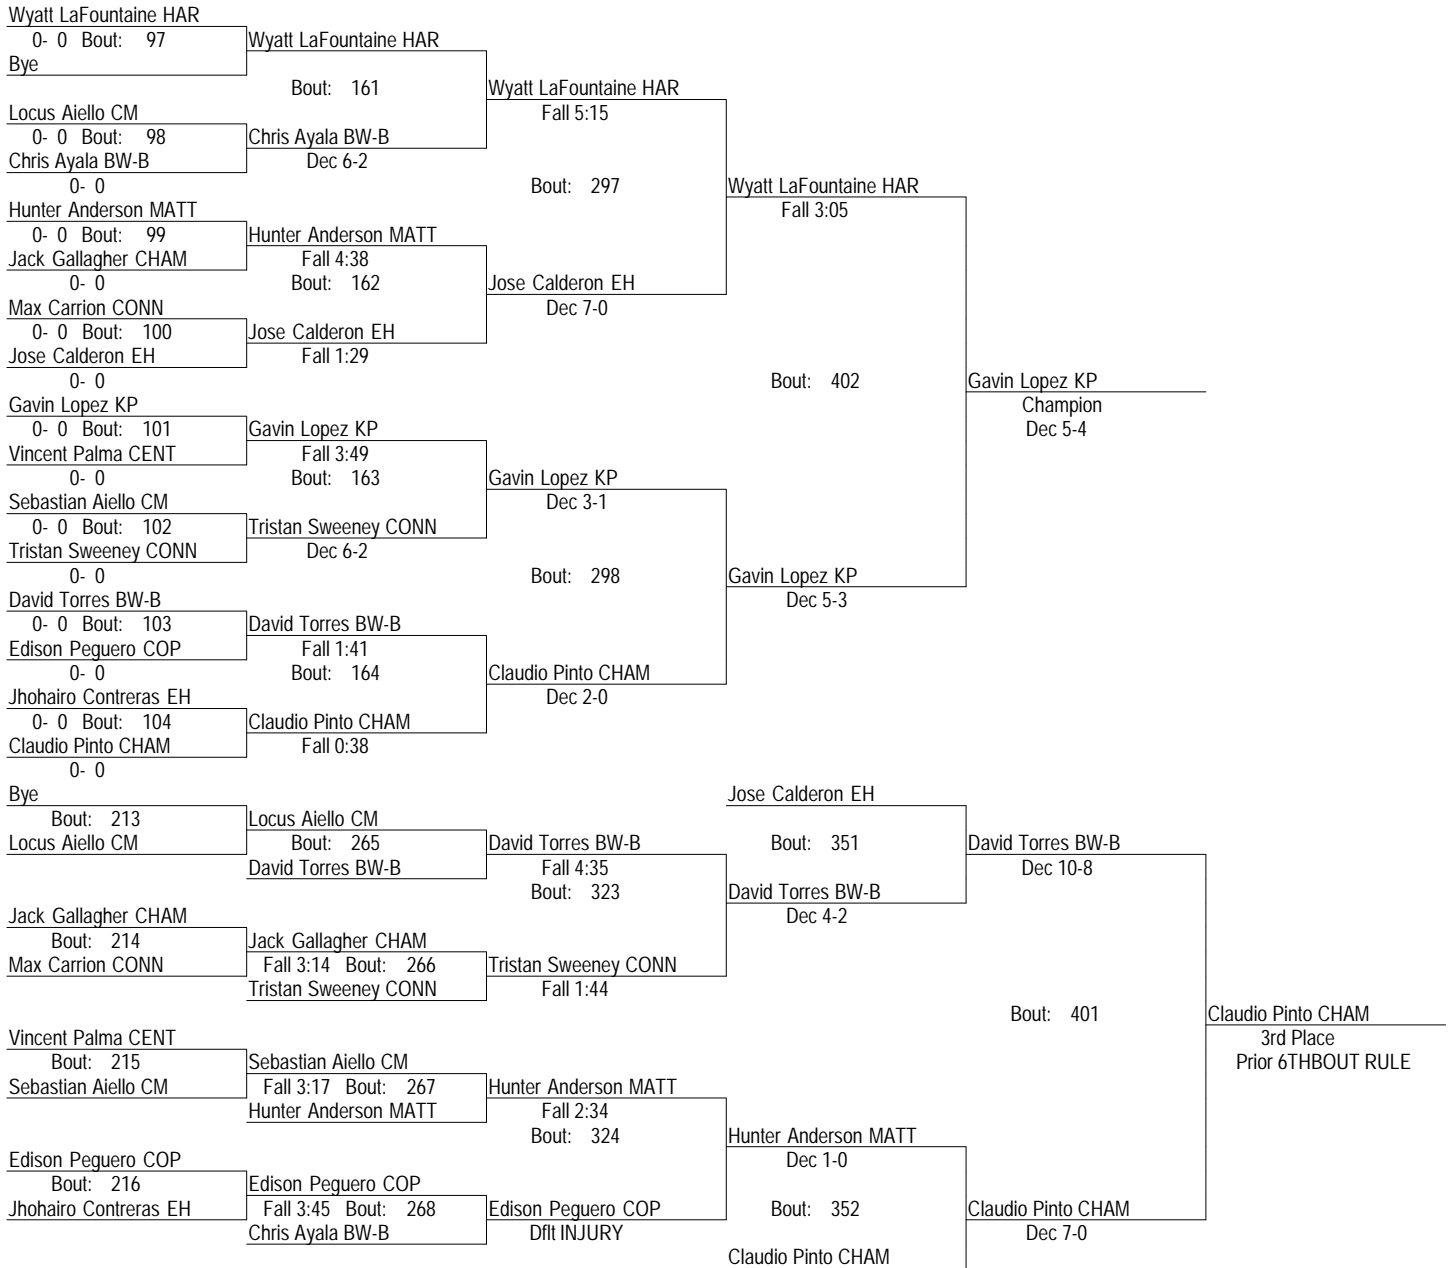 Wyatt LaFountaine HAR
0- 0 Bout: 97 Wyatt LaFountaine HAR
Bye
Bout: 161 Wyatt LaFountaine HAR
Locus Aiello CM Fall 5:15
0- 0 Bout: 98 Chris Ayala BW-B
Chris Ayala BW-B Dec 6-2
0- 0 Bout: 297 Wyatt LaFountaine HAR
Hunter Anderson MATT Fall 3:05
0- 0 Bout: 99 Hunter Anderson MATT
Jack Gallagher CHAM Fall 4:38
0- 0 Bout: 162 Jose Calderon EH
Max Carrion CONN Dec 7-0
0- 0 Bout: 100 Jose Calderon EH
Jose Calderon EH Fall 1:29
0- 0 Bout: 402 Gavin Lopez KP
Gavin Lopez KP Champion
0- 0 Bout: 101 Gavin Lopez KP Dec 5-4
Vincent Palma CENT Fall 3:49
0- 0 Bout: 163 Gavin Lopez KP
Sebastian Aiello CM Dec 3-1
0- 0 Bout: 102 Tristan Sweeney CONN
Tristan Sweeney CONN Dec 6-2
0- 0 Bout: 298 Gavin Lopez KP
David Torres BW-B Dec 5-3
0- 0 Bout: 103 David Torres BW-B
Edison Peguero COP Fall 1:41
0- 0 Bout: 164 Claudio Pinto CHAM
Jhohairo Contreras EH Dec 2-0
0- 0 Bout: 104 Claudio Pinto CHAM
Claudio Pinto CHAM Fall 0:38
0- 0
Bye Jose Calderon EH
Bout: 213 Locus Aiello CM
Locus Aiello CM Bout: 265 David Torres BW-B Bout: 351 David Torres BW-B
David Torres BW-B Fall 4:35 Dec 10-8
Bout: 323 David Torres BW-B
Jack Gallagher CHAM Dec 4-2
Bout: 214 Jack Gallagher CHAM
Max Carrion CONN Fall 3:14 Bout: 266 Tristan Sweeney CONN
Tristan Sweeney CONN Fall 1:44
Bout: 401 Claudio Pinto CHAM
Vincent Palma CENT 3rd Place
Bout: 215 Sebastian Aiello CM Prior 6THBOUT RULE
Sebastian Aiello CM Fall 3:17 Bout: 267 Hunter Anderson MATT
Hunter Anderson MATT Fall 2:34
Bout: 324 Hunter Anderson MATT
Edison Peguero COP Dec 1-0
Bout: 216 Edison Peguero COP
Jhohairo Contreras EH Fall 3:45 Bout: 268 Edison Peguero COP Bout: 352 Claudio Pinto CHAM
Chris Ayala BW-B Dflt INJURY Dec 7-0
Claudio Pinto CHAM